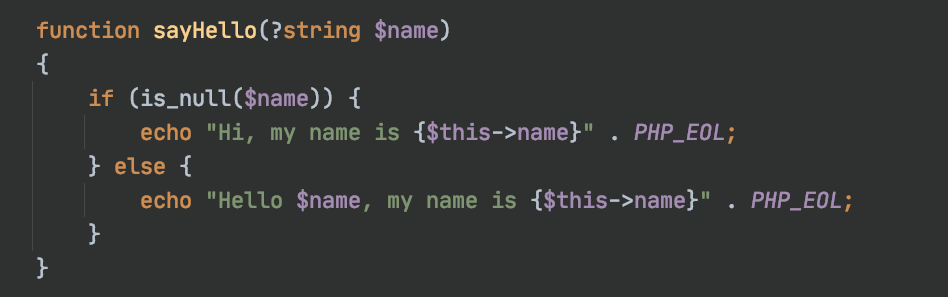 function sayHello(?string $name)
{
    if (is_null($name)) {
        echo "Hi, my name is {$this->name}" . PHP_EOL;
    } else {
        echo "Hello $name, my name is {$this->name}" . PHP_EOL;
    }
}